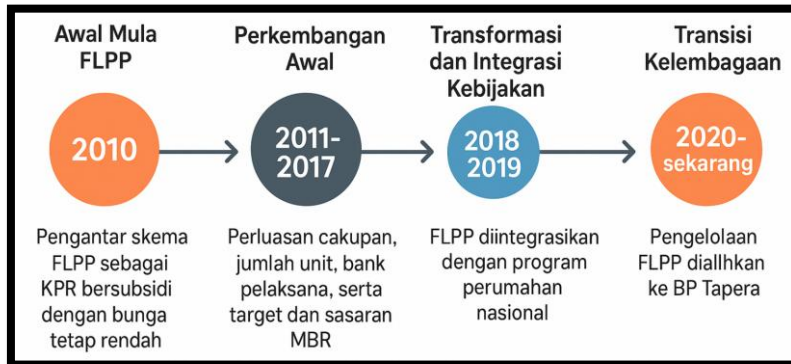 Awal Mula
FLPP
2010
Pengantar skema
FLPP sebagai
KPR bersubsidi
dengan bunga
tetap rendah
Perkembangan
Awal
2011-
2017
Perluasan cakupan,
jumlah unit, bank
pelaksana, serta
target dan sasaran
MBR
Transformasi
dan Integrasi
Kebijakan
2018
2019
FLPP diintegrasikan
dengan program
perumahan
nasional
Transisi
Kelembagaan
2020-
sekarang
Pengelolaan
FLPP diallhkan
ke BP Tapera